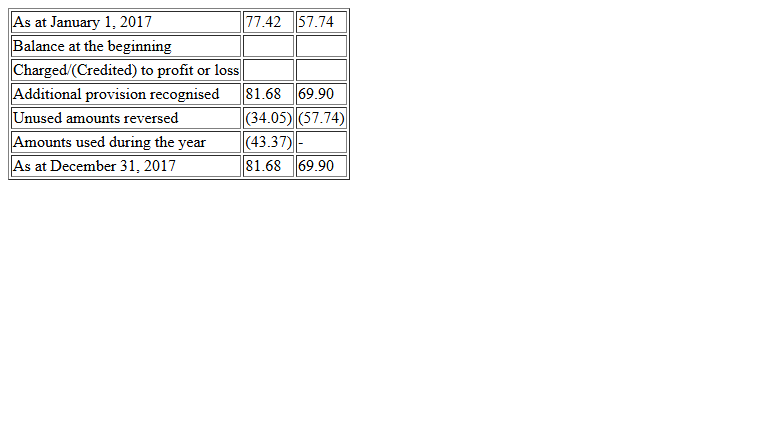 As at January 1, 2017 77.42 57.74
Balance at the beginning
Charged/(Credited) to profit or loss
Additional provision recognised 81.68 69.90
Unused amounts reversed (34.05) (57.74)
Amounts used during the year (43.37) -
As at December 31, 2017 81.68 69.90